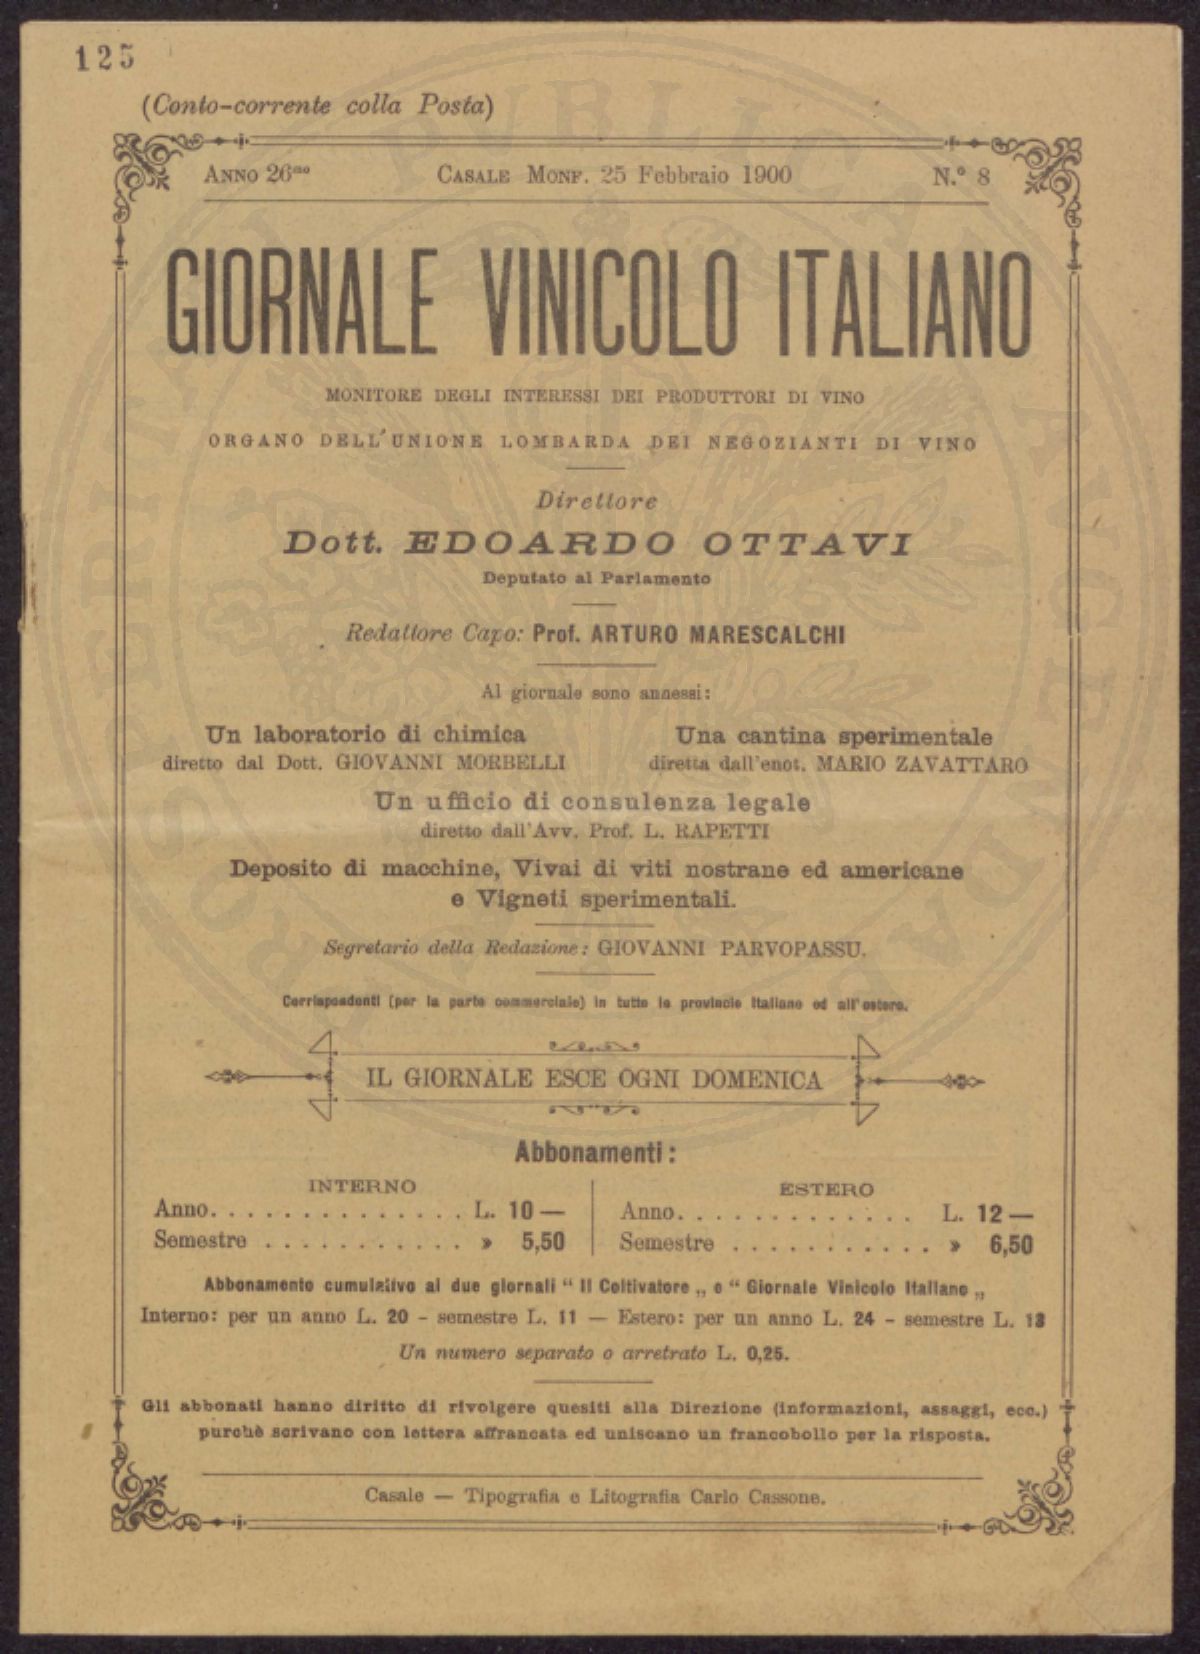 125
(Conto-corrente colla Posta)
ANNO 26mo CASALE MONF. 25 Febbraio 1900 N.° 8
GIORNALE VINICOLO ITALIANO
MONITORE DEGLI INTERESSI DEI PRODUTTORI DI VINO
ORGANO DELL'UNIONE LOMBARDA DEI NEGOZIANTI DI VINO
Direttore
Dott. EDOARDO OTTAVI
Deputato al Parlamento
Redattore Capo: Prof. ARTURO MARESCALCHI
Al giornale sono annessi:
Un laboratorio di chimica
diretto dal Dott. GIOVANNI MORBELLI
Una cantina sperimentale
diretta dall'enot. MARIO ZAVATTARO
Un ufficio di consulenza legale
diretto dall'Avv. Prof. L. RAPETTI
Deposito di macchine, Vivai di viti nostrane ed americane
e Vigneti sperimentali.
Segretario della Redazione: GIOVANNI PARVOPASSU.
Corrispondenti (per la parte commerciale) in tutte le provincie italiane ed all'estero.
IL GIORNALE ESCE OGNI DOMENICA
Abbonamenti:
INTERNO
Anno. . . . . . . . . . . . . . L. 10 —
Semestre . . . . . . . . . . . » 5,50
ESTERO
Anno. . . . . . . . . . . . . L. 12 —
Semestre . . . . . . . . . . . » 6,50
Abbonamento cumulativo ai due giornali “ Il Coltivatore „ e “ Giornale Vinicolo Italiano „
Interno: per un anno L. 20 - semestre L. 11 — Estero: per un anno L. 24 - semestre L. 13
Un numero separato o arretrato L. 0,25.
Gli abbonati hanno diritto di rivolgere quesiti alla Direzione (informazioni, assaggi, ecc.)
purchè scrivano con lettera affrancata ed uniscano un francobollo per la risposta.
Casale — Tipografia e Litografia Carlo Cassone.